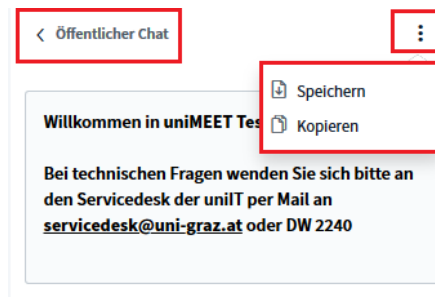 Öffentlicher Chat
Speichern
Kopieren
Willkommen in uniMEET Tes
Bei technischen Fragen wenden Sie sich bitte an
den Servicedesk der uniIT per Mail an
servicedesk@uni-graz.at oder DW 2240